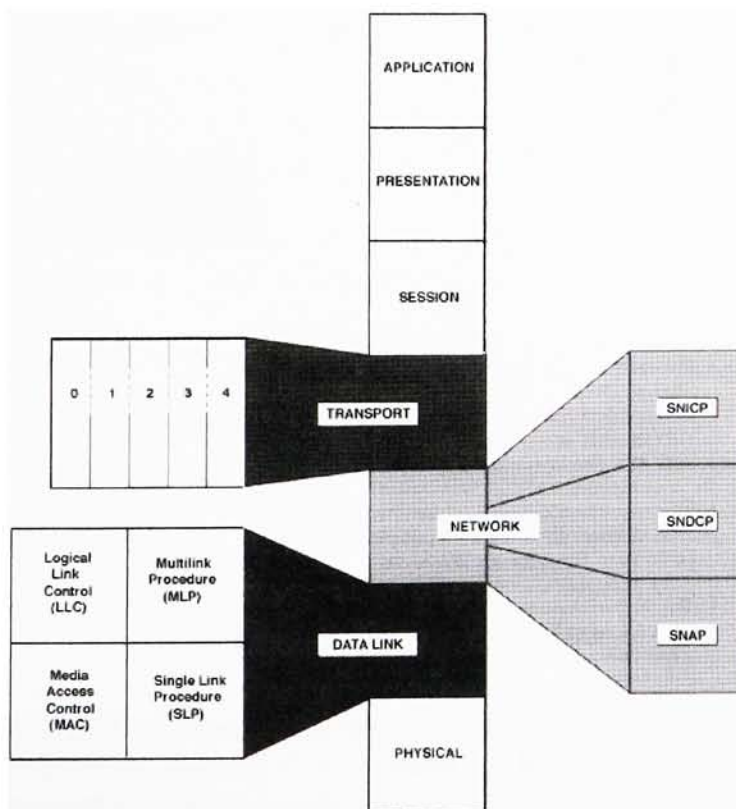 APPLICATION
PRESENTATION
SESSION
0 1 2 3 4
TRANSPORT
SNICP
NETWORK
SNDCP
Logical
Link
Control
(LLC)
Multilink
Procedure
(MLP)
DATA LINK
SNAP
Media
Access
Control
(MAC)
Single Link
Procedure
(SLP)
PHYSICAL